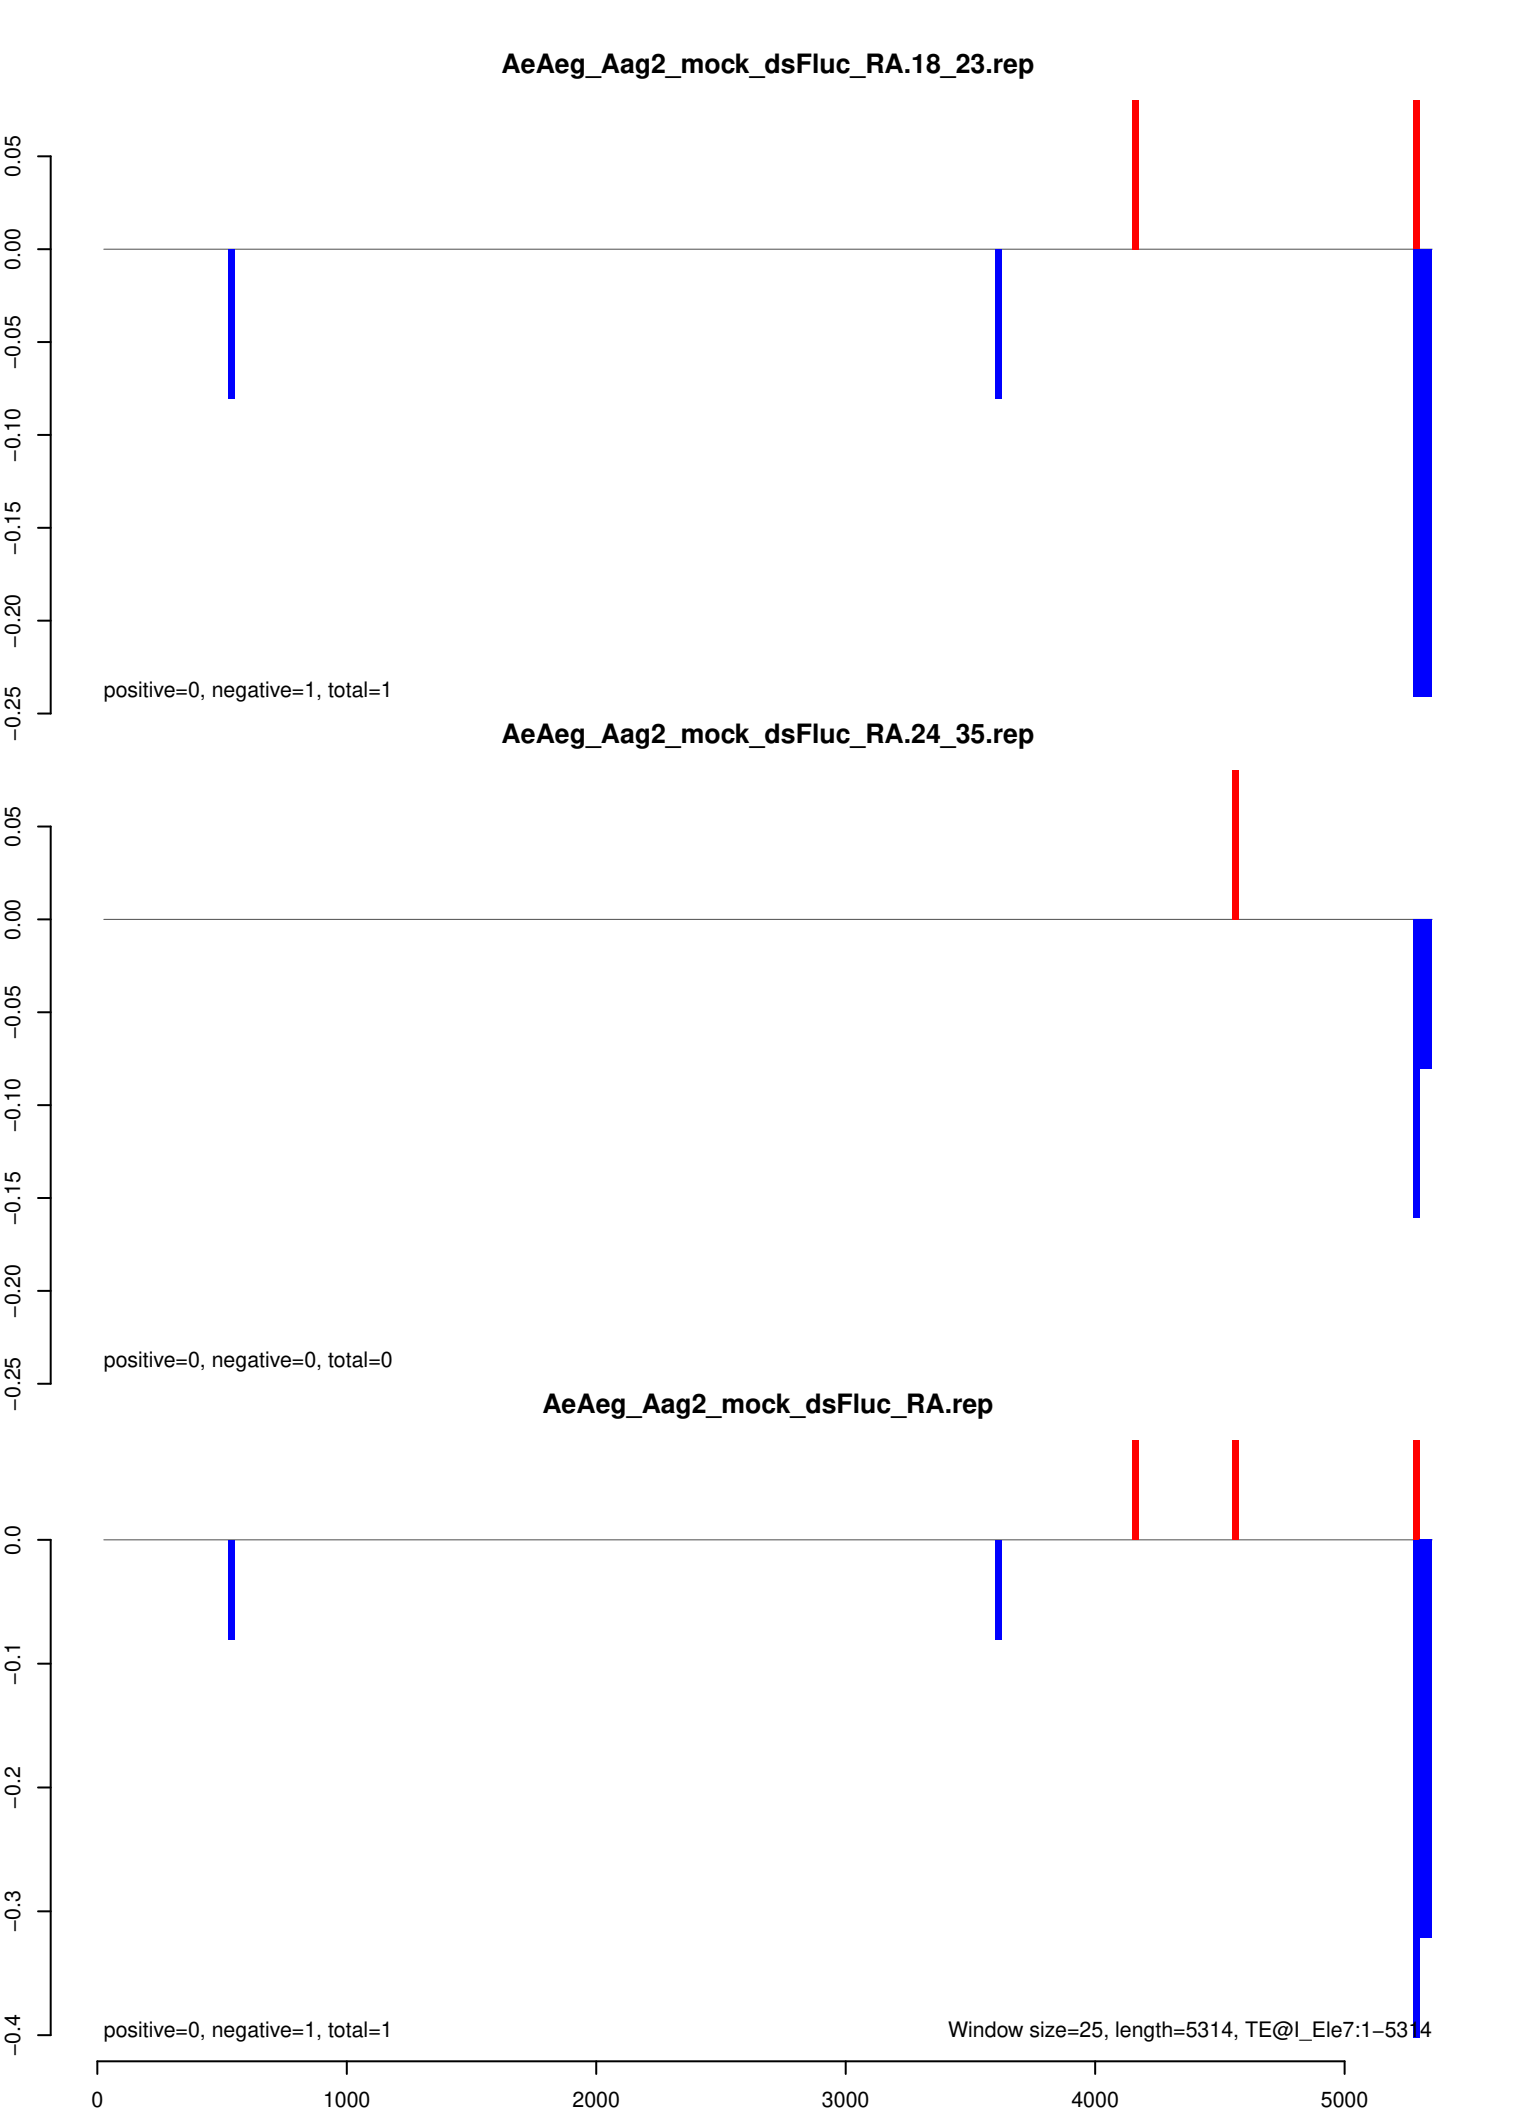 AeAeg_Aag2_mock_dsFluc_RA.18_23.rep
0.05
0.00
−0.05
−0.10
−0.15
−0.20
−0.25
positive=0, negative=1, total=1
AeAeg_Aag2_mock_dsFluc_RA.24_35.rep
0.05
0.00
−0.05
−0.10
−0.15
−0.20
−0.25
positive=0, negative=0, total=0
AeAeg_Aag2_mock_dsFluc_RA.rep
0.0
−0.1
−0.2
−0.3
−0.4
positive=0, negative=1, total=1
Window size=25, length=5314, TE@I_Ele7:1−5314
0 1000 2000 3000 4000 5000